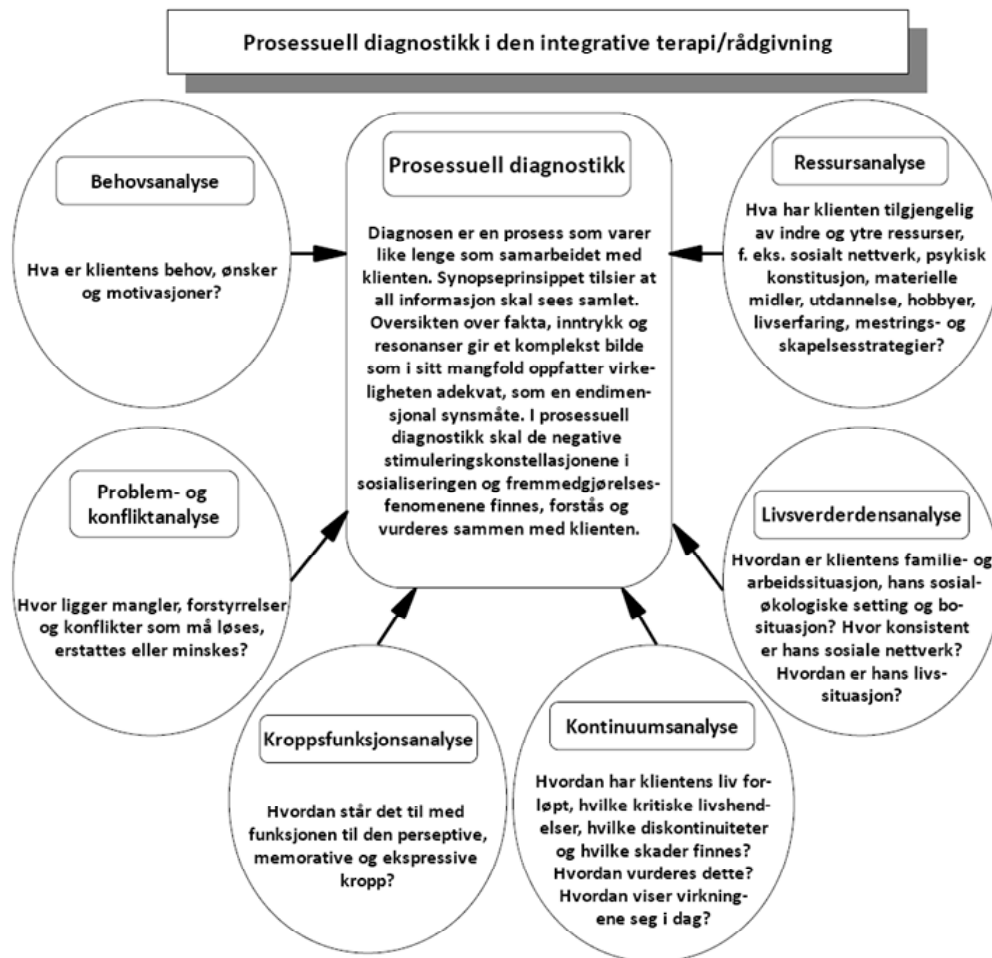 Prosessuell diagnostikk i den integrative terapi/rådgivning
Behovsanalyse
Hva er klientens behov, ønsker
og motivasjoner?
Prosessuell diagnostikk
Diagnosen er en prosess som varer
like lenge som samarbeidet med
klienten. Synopseprinsippet tilsier at
all informasjon skal sees samlet.
Oversikten over fakta, inntrykk og
resonanser gir et komplekst bilde
som i sitt mangfold oppfatter virke-
ligheten adekvat, som en endimen-
sjonal synsmåte. I prosessuell
diagnostikk skal de negative
stimuleringskonstellasjonene i
sosialiseringen og fremmedgjørelses-
fenomenene finnes, forstås og
vurderes sammen med klienten.
Ressursanalyse
Hva har klienten tilgjengelig
av indre og ytre ressurser,
f. eks. sosialt nettverk, psykisk
konstitusjon, materielle
midler, utdannelse, hobbyer,
livserfaring, mestrings- og
skapelsesstrategier?
Problem- og
konfliktanalyse
Hvor ligger mangler, forstyrrelser
og konflikter som må løses,
erstattes eller minskes?
Livsverderdensanalyse
Hvordan er klientens familie- og
arbeidssituasjon, hans sosial-
økologiske setting og bo-
situasjon? Hvor konsistent
er hans sosiale nettverk?
Hvordan er hans livs-
situasjon?
Kroppsfunksjonsanalyse
Hvordan står det til med
funksjonen til den perseptive,
memorative og ekspressive
kropp?
Kontinuumsanalyse
Hvordan har klientens liv for-
løpt, hvilke kritiske livshend-
elser, hvilke diskontinuiteter
og hvilke skader finnes?
Hvordan vurderes dette?
Hvordan viser virkning-
ene seg i dag?